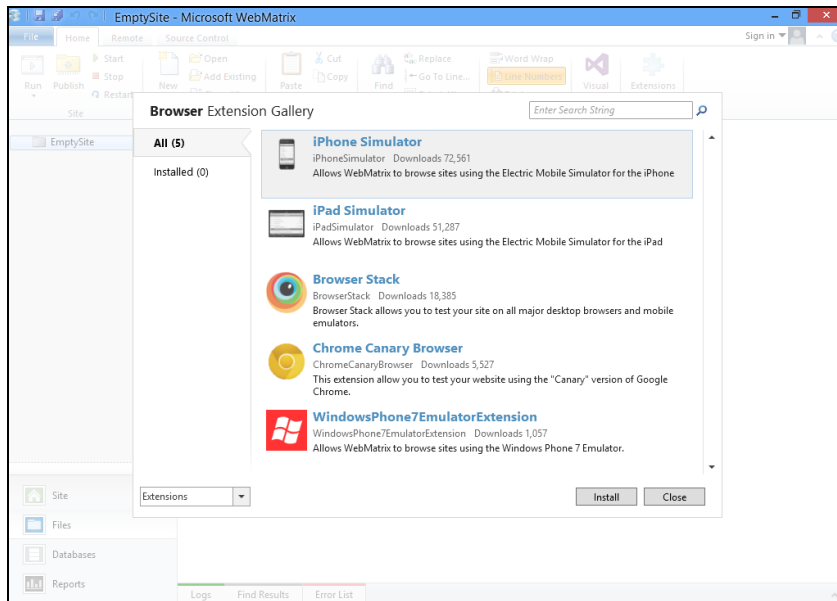 EmptySite - Microsoft WebMatrix
File Home Remote Source Control Sign in
Start Open Cut Replace Word Wrap
Stop Add Existing Copy Go To Line... Line Numbers
Run Publish Restart New Paste Find Visual Extensions
Site
Browser Extension Gallery Enter Search String
EmptySite
All (5)
Installed (0)
iPhone Simulator
iPhoneSimulator Downloads 72,561
Allows WebMatrix to browse sites using the Electric Mobile Simulator for the iPhone
iPad Simulator
iPadSimulator Downloads 51,287
Allows WebMatrix to browse sites using the Electric Mobile Simulator for the iPad
Browser Stack
BrowserStack Downloads 18,385
Browser Stack allows you to test your site on all major desktop browsers and mobile
emulators.
Chrome Canary Browser
ChromeCanaryBrowser Downloads 5,527
This extension allow you to test your website using the "Canary" version of Google
Chrome.
WindowsPhone7EmulatorExtension
WindowsPhone7EmulatorExtension Downloads 1,057
Allows WebMatrix to browse sites using the Windows Phone 7 Emulator.
Extensions Install Close
Site
Files
Databases
Reports
Logs Find Results Error List